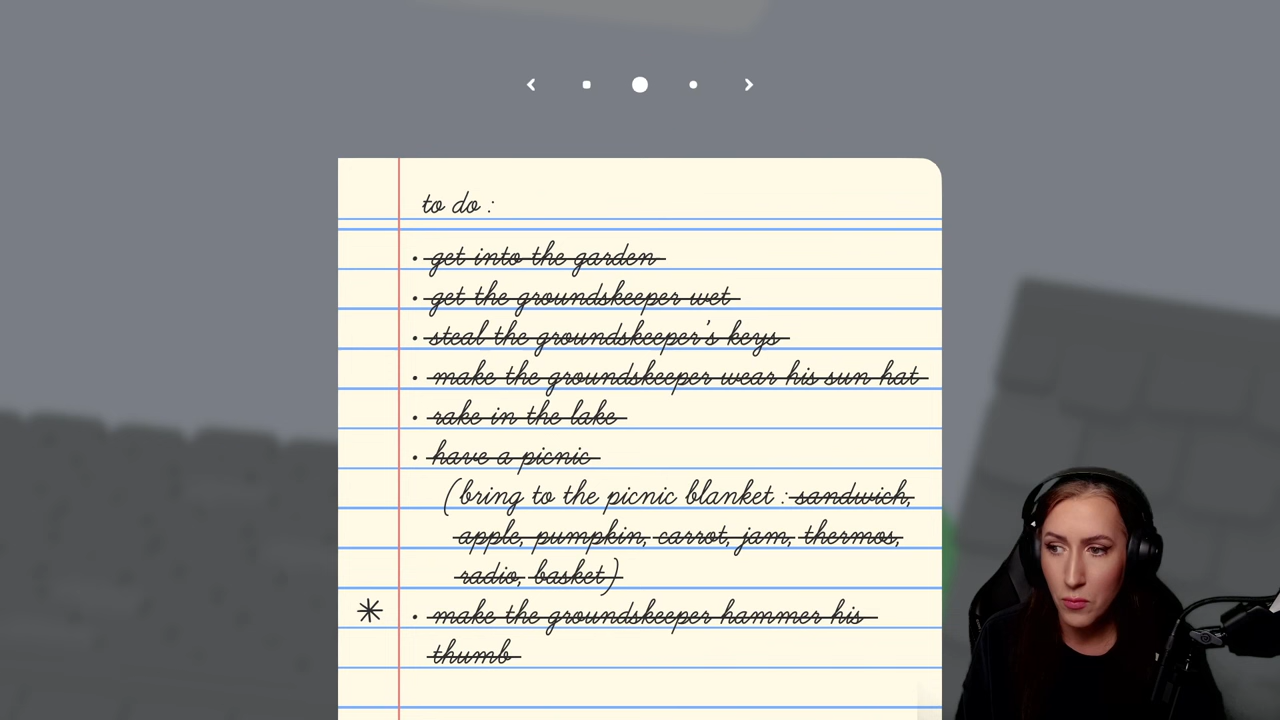 to do :
• get into the garden
• get the groundskeeper wet
• steal the groundskeeper's keys
• make the groundskeeper wear his sun hat
• rake in the lake
• have a picnic
(bring to the picnic blanket : sandwich,
apple, pumpkin, carrot, jam, thermos,
radio, basket)
• make the groundskeeper hammer his
thumb